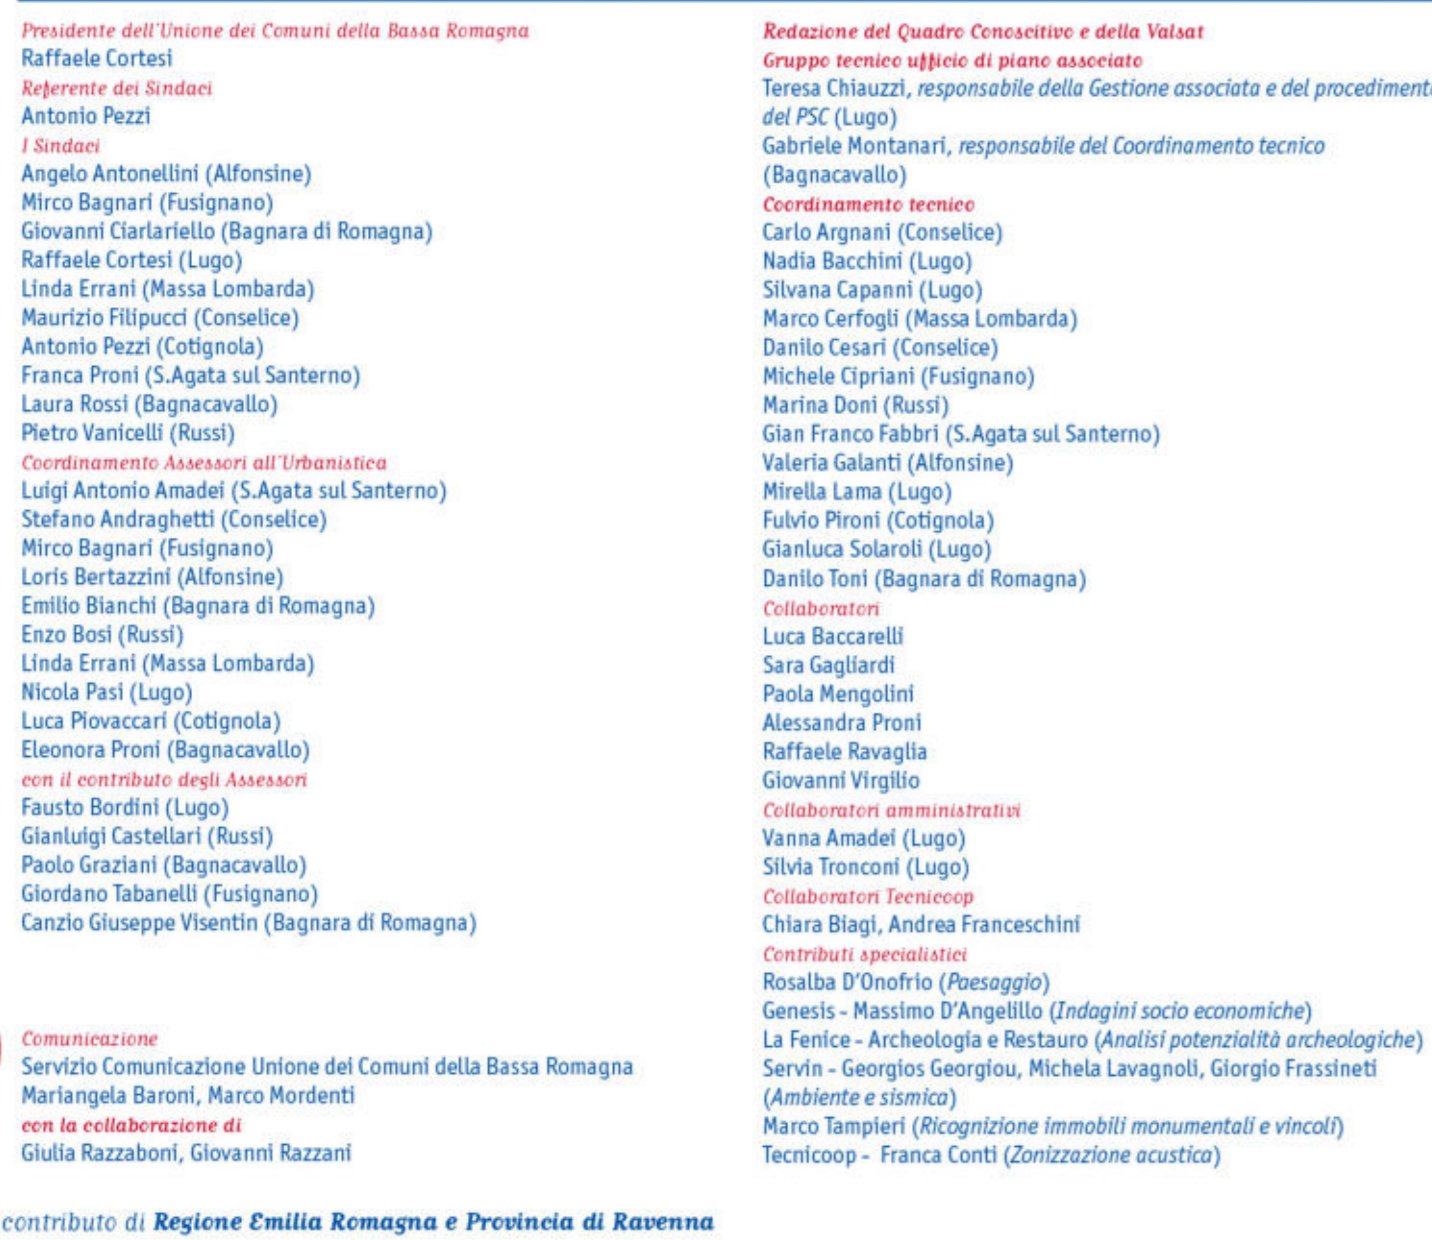 Presidente dell'Unione dei Comuni della Bassa Romagna
Raffaele Cortesi
Referente dei Sindaci
Antonio Pezzi
I Sindaci
Angelo Antonellini (Alfonsine)
Mirco Bagnari (Fusignano)
Giovanni Ciarlariello (Bagnara di Romagna)
Raffaele Cortesi (Lugo)
Linda Errani (Massa Lombarda)
Maurizio Filipucci (Conselice)
Antonio Pezzi (Cotignola)
Franca Proni (S.Agata sul Santerno)
Laura Rossi (Bagnacavallo)
Pietro Vanicelli (Russi)
Coordinamento Assessori all'Urbanistica
Luigi Antonio Amadei (S.Agata sul Santerno)
Stefano Andraghetti (Conselice)
Mirco Bagnari (Fusignano)
Loris Bertazzini (Alfonsine)
Emilio Bianchi (Bagnara di Romagna)
Enzo Bosi (Russi)
Linda Errani (Massa Lombarda)
Nicola Pasi (Lugo)
Luca Piovaccari (Cotignola)
Eleonora Proni (Bagnacavallo)
con il contributo degli Assessori
Fausto Bordini (Lugo)
Gianluigi Castellari (Russi)
Paolo Graziani (Bagnacavallo)
Giordano Tabanelli (Fusignano)
Canzio Giuseppe Visentin (Bagnara di Romagna)
Comunicazione
Servizio Comunicazione Unione dei Comuni della Bassa Romagna
Mariangela Baroni, Marco Mordenti
con la collaborazione di
Giulia Razzaboni, Giovanni Razzani
Redazione del Quadro Conoscitivo e della Valsat
Gruppo tecnico ufficio di piano associato
Teresa Chiauzzi, responsabile della Gestione associata e del procediment
del PSC (Lugo)
Gabriele Montanari, responsabile del Coordinamento tecnico
(Bagnacavallo)
Coordinamento tecnico
Carlo Argnani (Conselice)
Nadia Bacchini (Lugo)
Silvana Capanni (Lugo)
Marco Cerfogli (Massa Lombarda)
Danilo Cesari (Conselice)
Michele Cipriani (Fusignano)
Marina Doni (Russi)
Gian Franco Fabbri (S.Agata sul Santerno)
Valeria Galanti (Alfonsine)
Mirella Lama (Lugo)
Fulvio Pironi (Cotignola)
Gianluca Solaroli (Lugo)
Danilo Toni (Bagnara di Romagna)
Collaboratori
Luca Baccarelli
Sara Gagliardi
Paola Mengolini
Alessandra Proni
Raffaele Ravaglia
Giovanni Virgilio
Collaboratori amministrativi
Vanna Amadei (Lugo)
Silvia Tronconi (Lugo)
Collaboratori Tecnicoop
Chiara Biagi, Andrea Franceschini
Contributi specialistici
Rosalba D'Onofrio (Paesaggio)
Genesis - Massimo D'Angelillo (Indagini socio economiche)
La Fenice - Archeologia e Restauro (Analisi potenzialità archeologiche)
Servin - Georgios Georgiou, Michela Lavagnoli, Giorgio Frassineti
(Ambiente e sismica)
Marco Tampieri (Ricognizione immobili monumentali e vincoli)
Tecnicoop - Franca Conti (Zonizzazione acustica)
contributo di Regione Emilia Romagna e Provincia di Ravenna